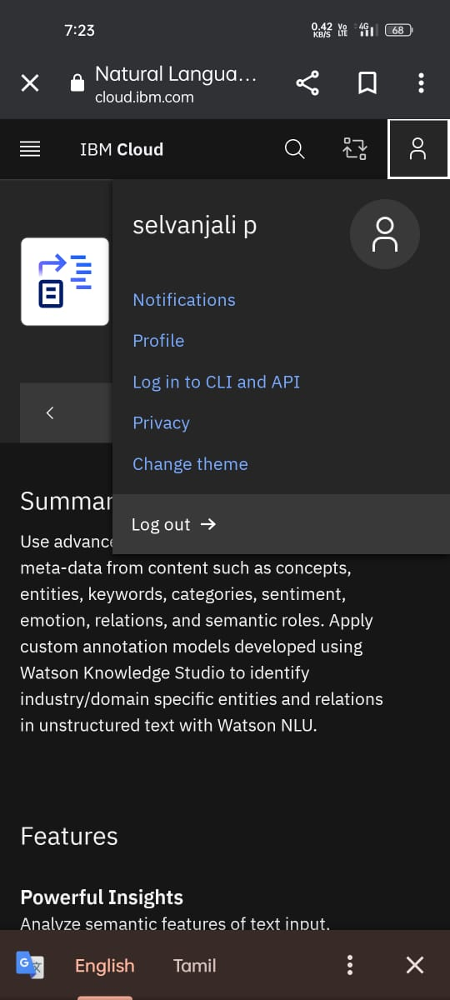 7:23
0.42 KB/S Vo LTE 4G 68
Natural Langua...
cloud.ibm.com
IBM Cloud
selvanjali p
Notifications
Profile
Log in to CLI and API
Privacy
Change theme
Log out →
Summar
Use advance
meta-data from content such as concepts,
entities, keywords, categories, sentiment,
emotion, relations, and semantic roles. Apply
custom annotation models developed using
Watson Knowledge Studio to identify
industry/domain specific entities and relations
in unstructured text with Watson NLU.
Features
Powerful Insights
Analyze semantic features of text input,
English Tamil